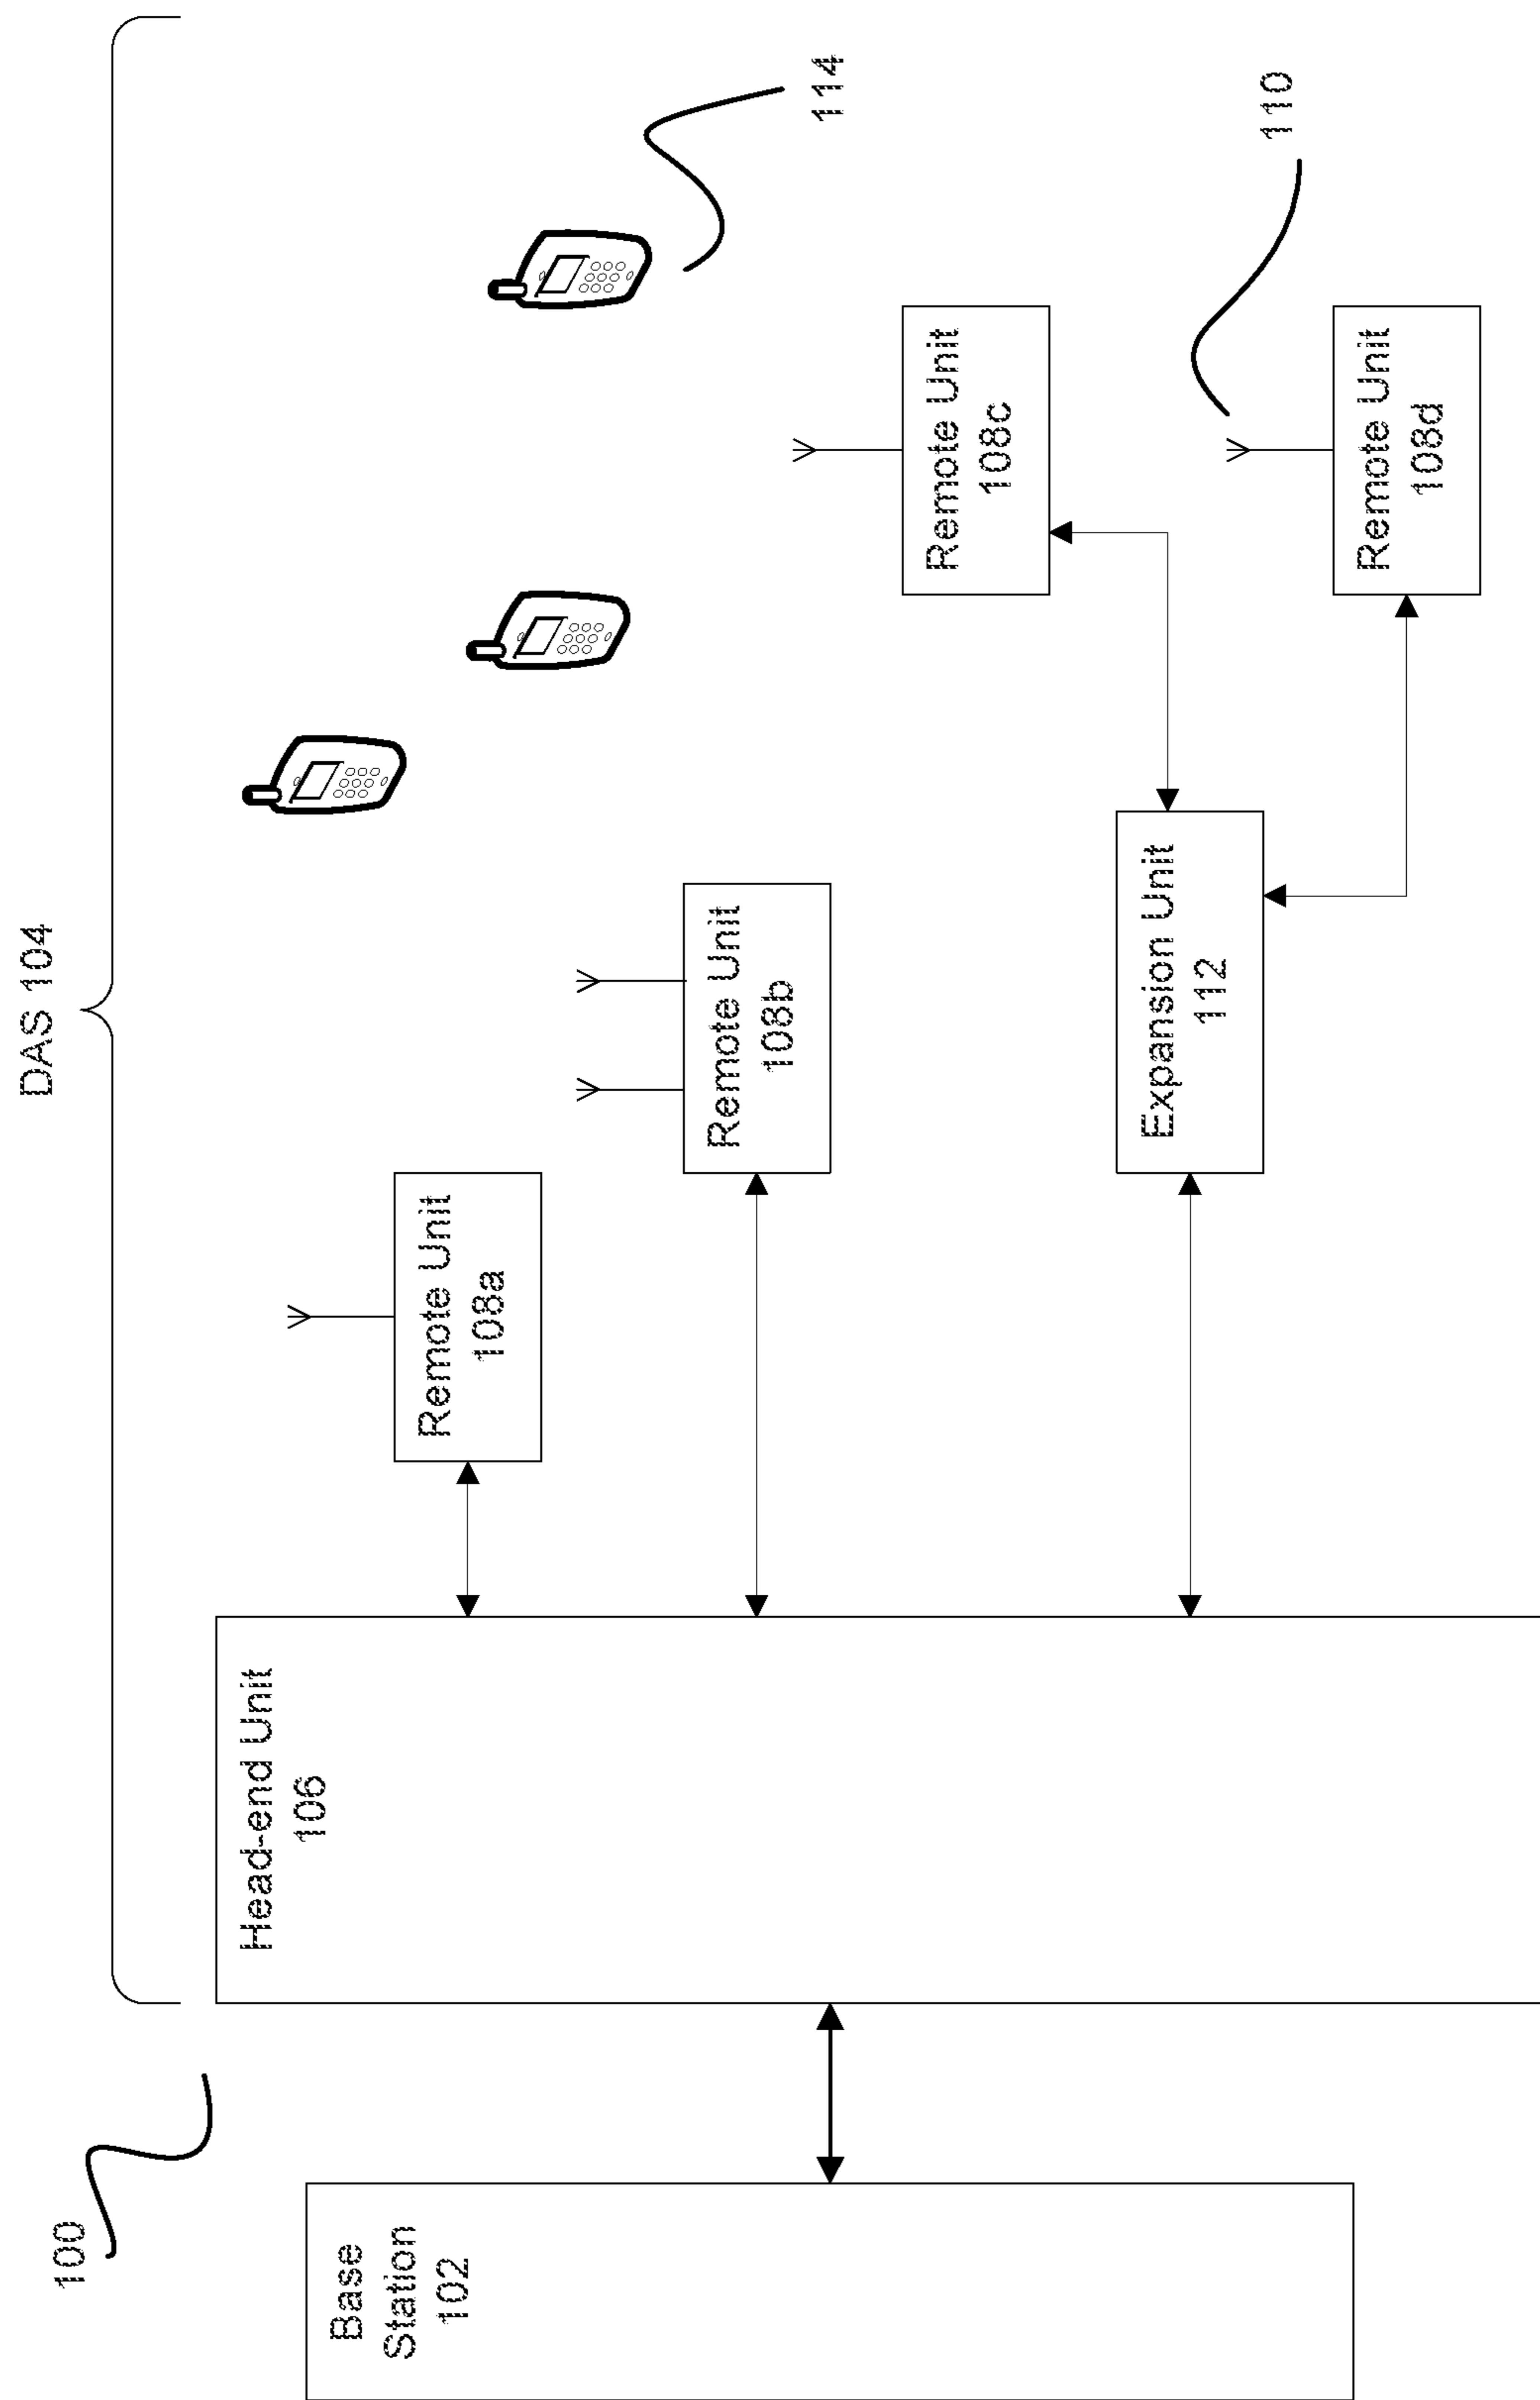 DAS 104
100
Base
Station
102
Head-end Unit
106
Remote Unit
108a
Remote Unit
108b
Expansion Unit
112
Remote Unit
108c
Remote Unit
108d
114
110